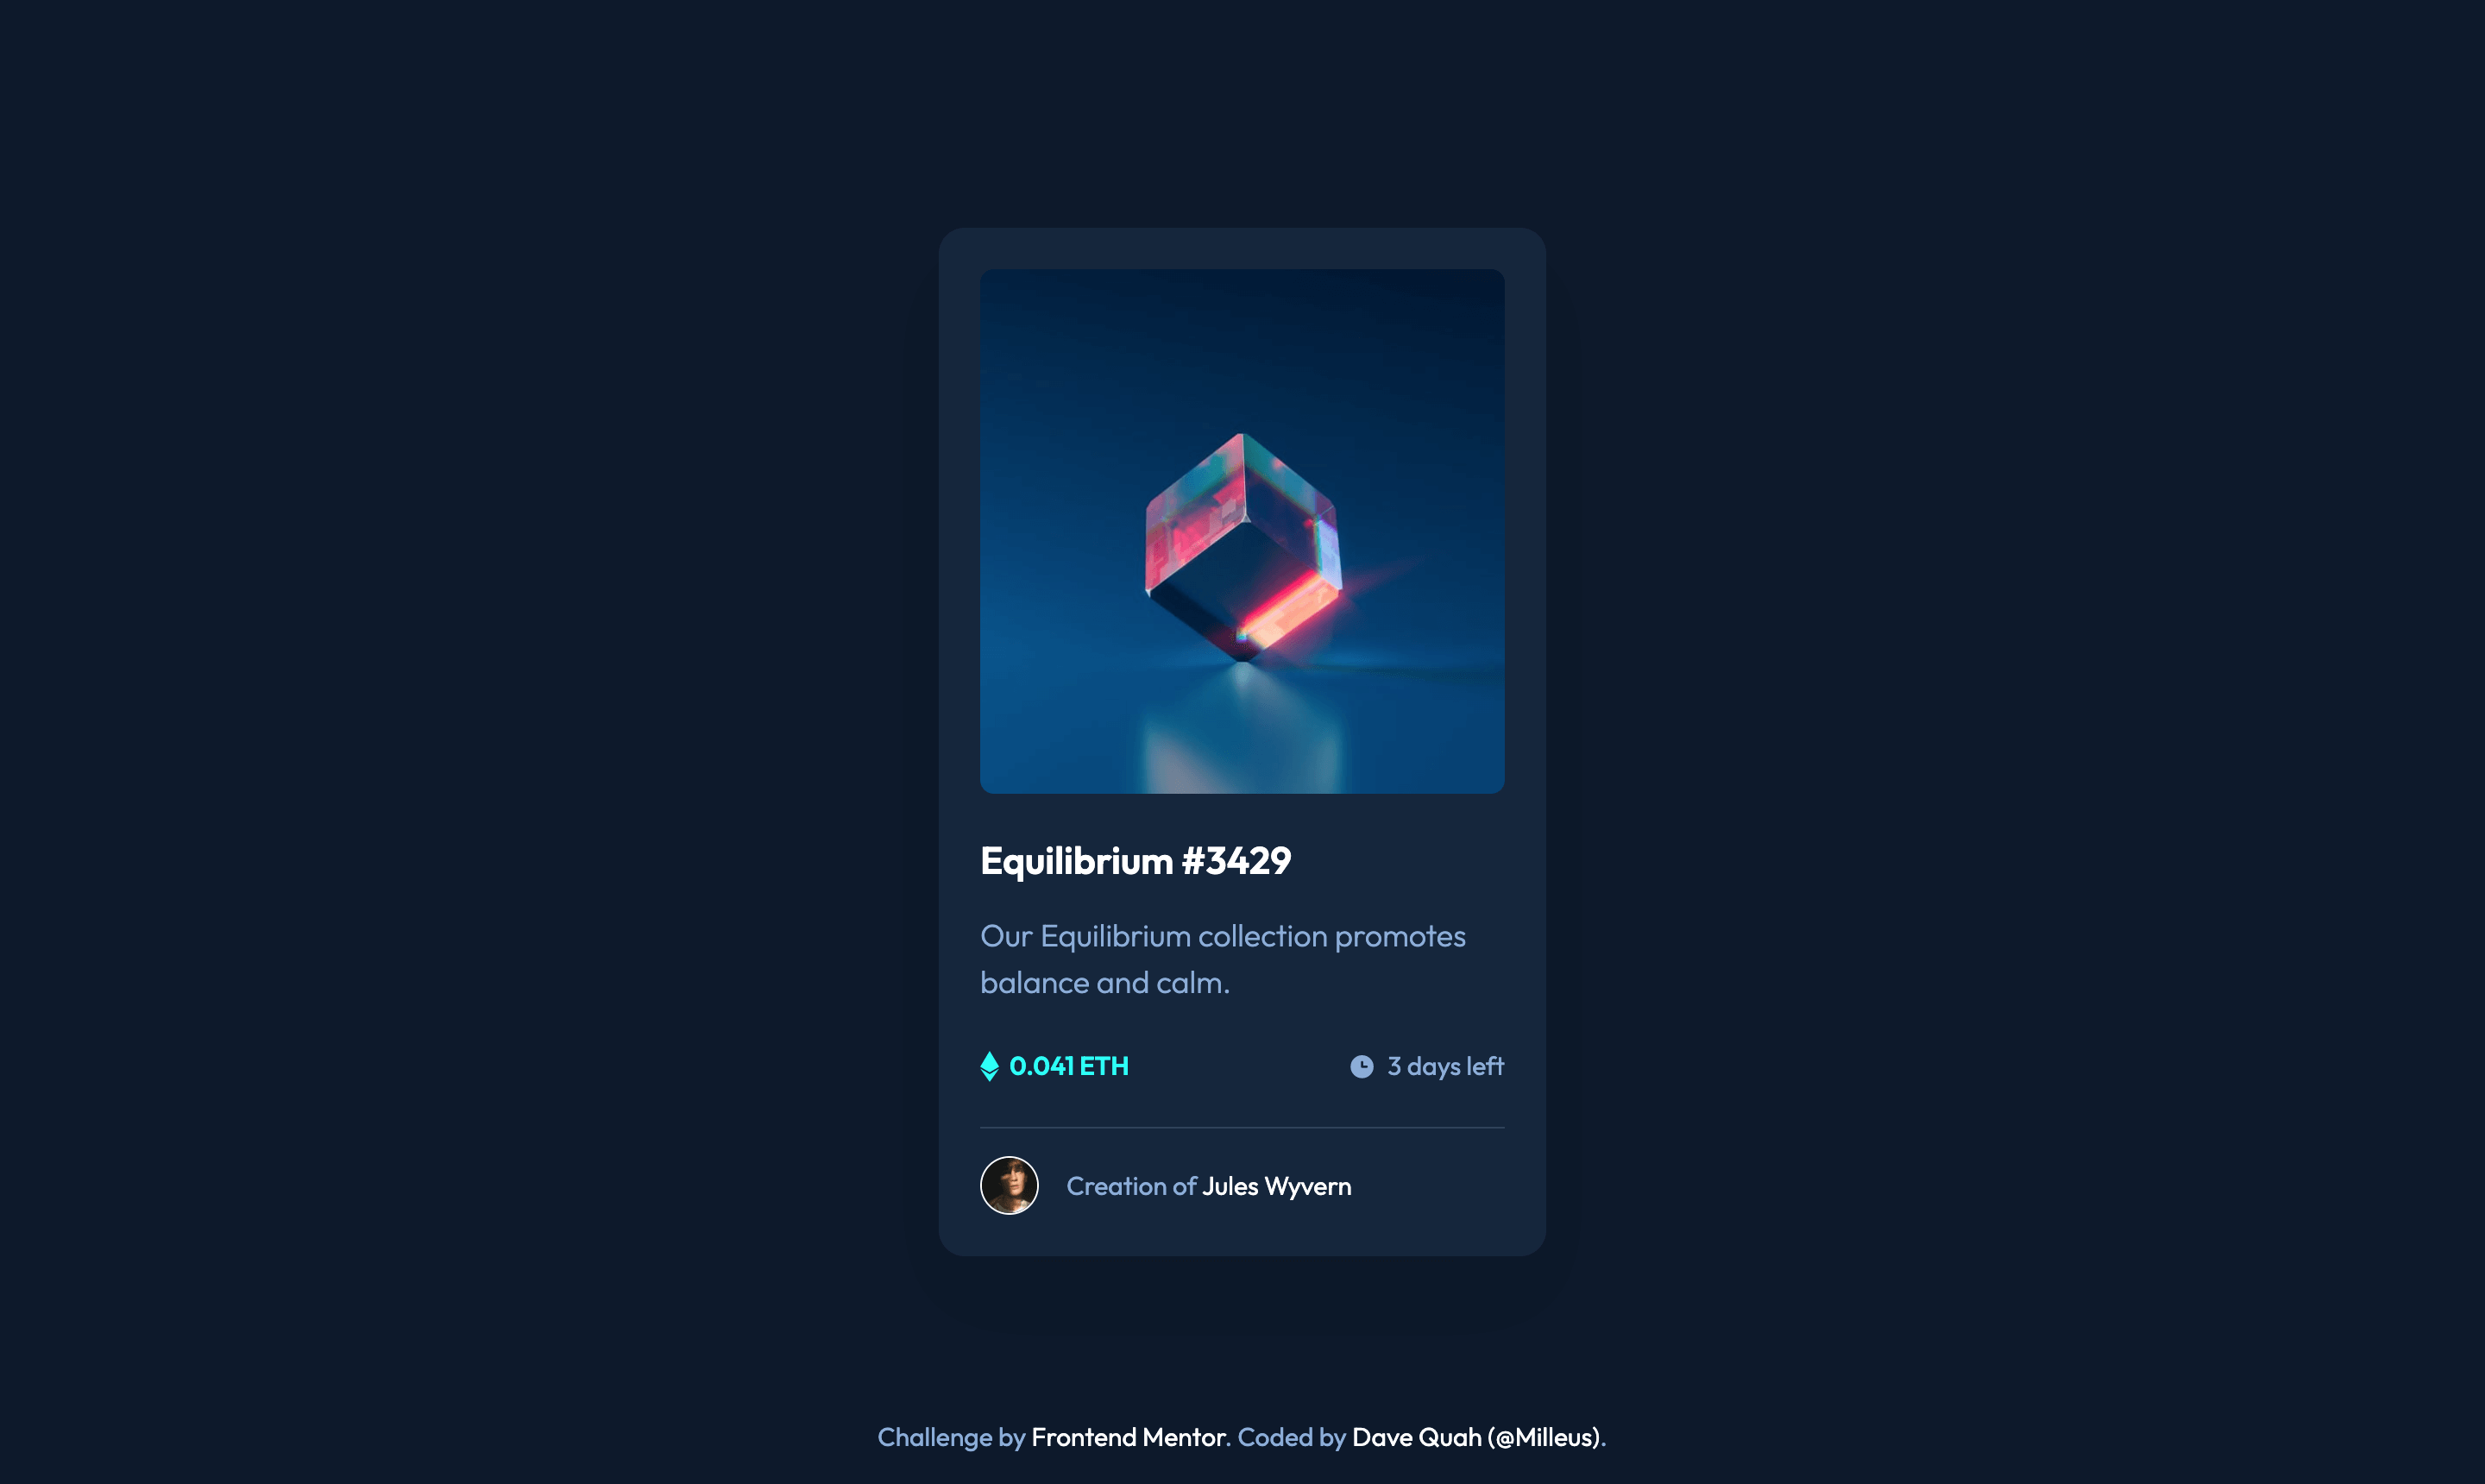 Equilibrium #3429
Our Equilibrium collection promotes
balance and calm.
0.041 ETH
3 days left
Creation of Jules Wyvern
Challenge by Frontend Mentor. Coded by Dave Quah (@Milleus).